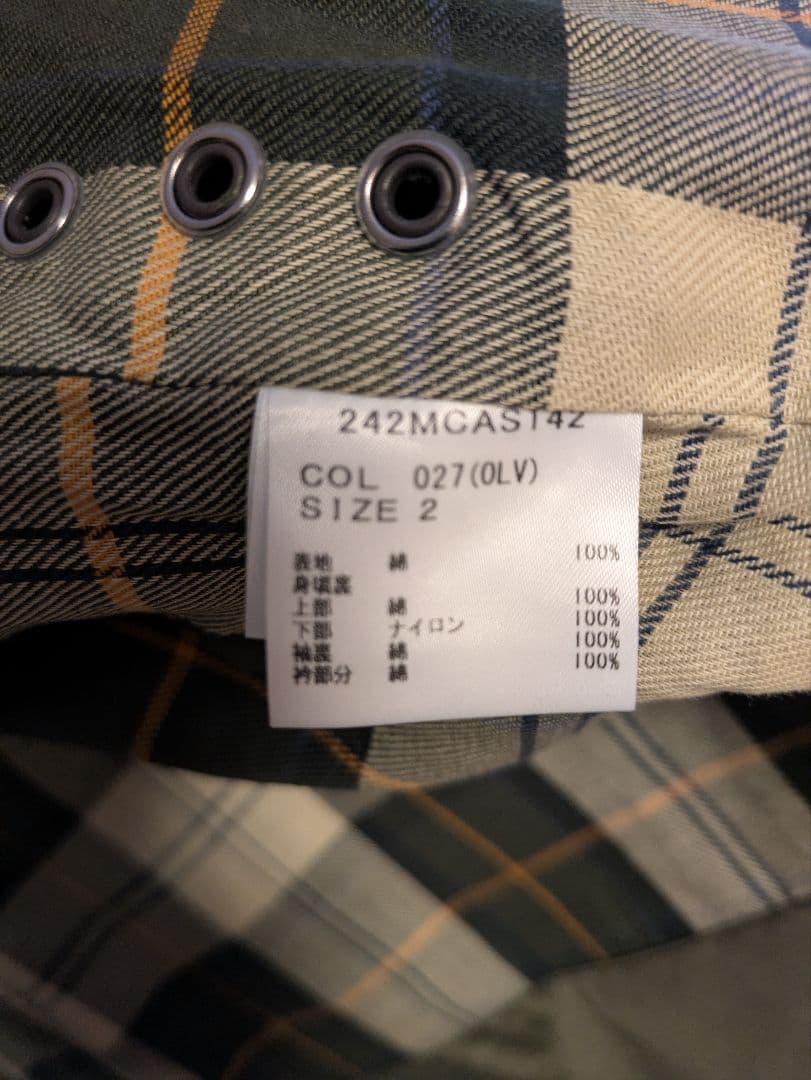 242MCAST42
COL 027(OLV)
SIZE 2
表地 綿 100%
身頃裏
上部 綿 100%
下部 ナイロン 100%
袖裏 綿 100%
衿部分 綿 100%